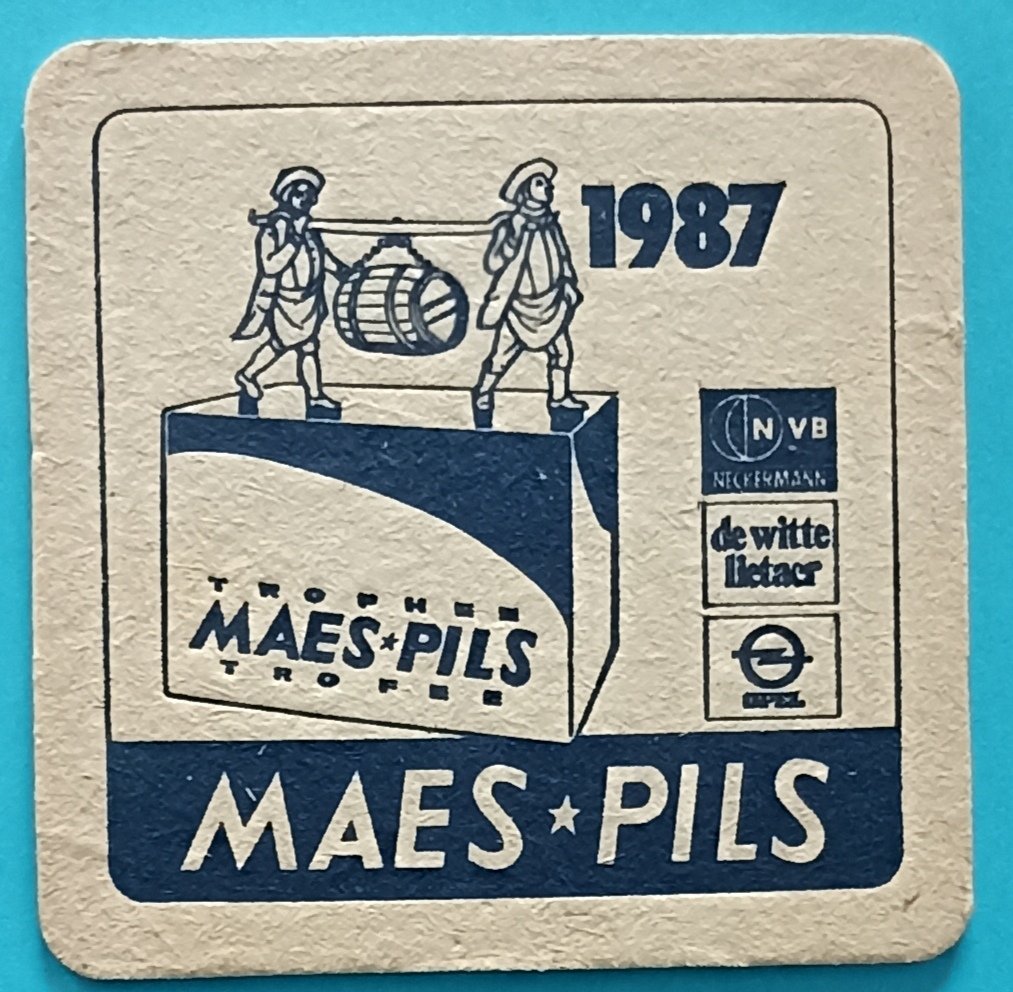 1987
NVB
NECKERMANN
de witte
lietaer
OPEL
TROPHEE
MAES★PILS
TROFEE
MAES★PILS